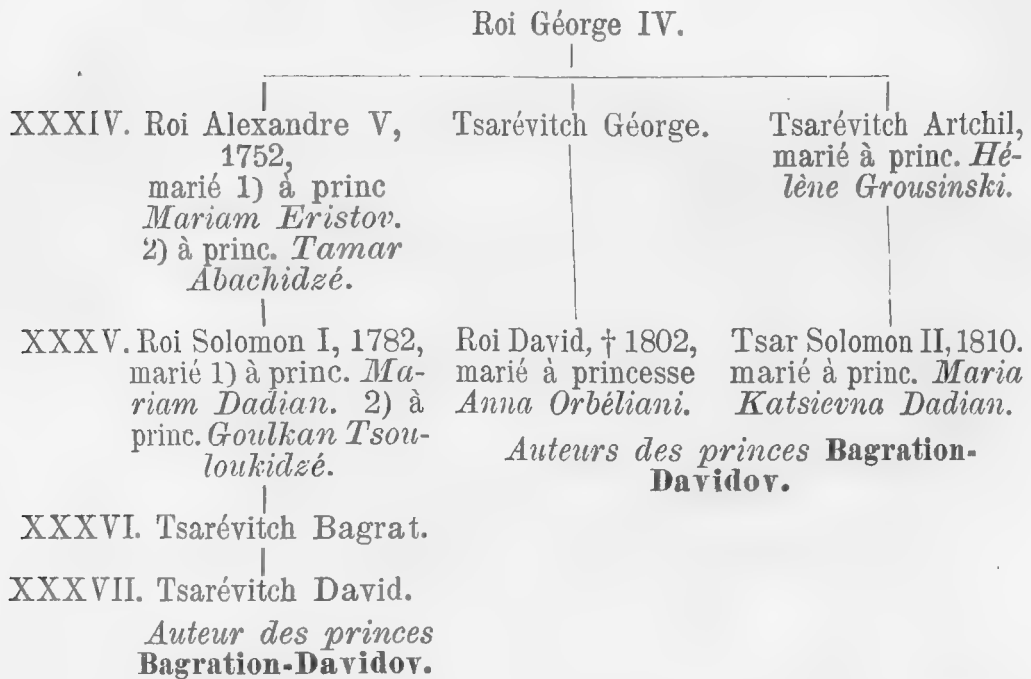 Roi Géorge IV.
XXXIV. Roi Alexandre V,
1752,
marié 1) à princ
Mariam Eristov.
2) à princ. Tamar
Abachidzé.
Tsarévitch Géorge.
Tsarévitch Artchil,
marié à princ. Hé-
lène Grousinski.
XXXV. Roi Solomon I, 1782,
marié 1) à princ. Ma-
riam Dadian. 2) à
princ. Goulkan Tsou-
loukidzé.
Roi David, † 1802,
marié à princesse
Anna Orbéliani.
Tsar Solomon II, 1810.
marié à princ. Maria
Katsievna Dadian.
Auteurs des princes Bagration-
Davidov.
XXXVI. Tsarévitch Bagrat.
XXXVII. Tsarévitch David.
Auteur des princes
Bagration-Davidov.